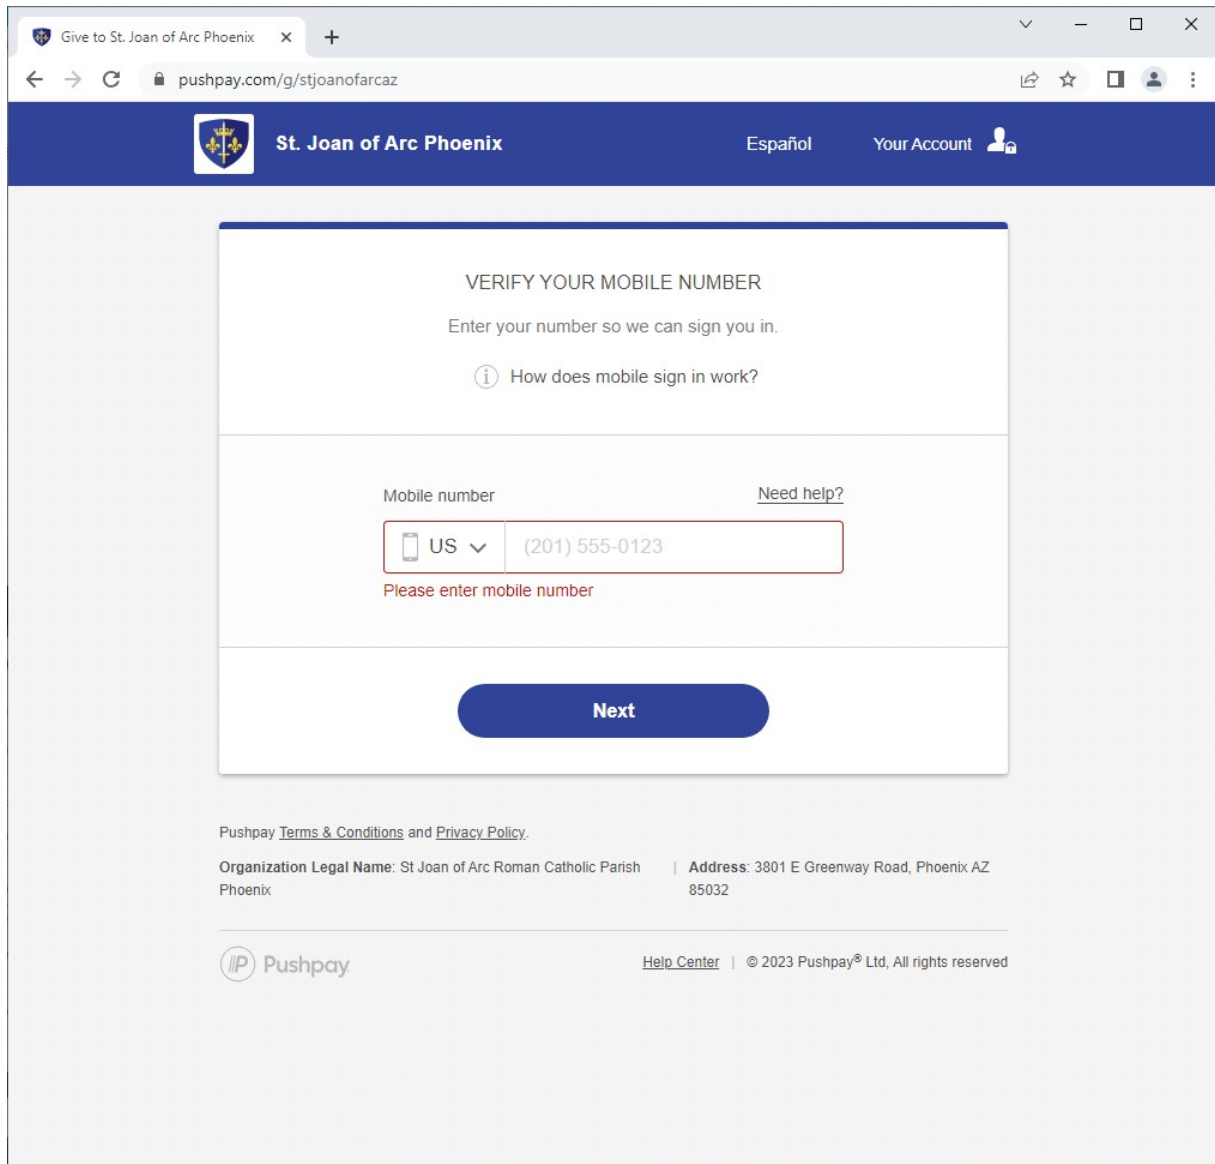 Give to St. Joan of Arc Phoenix
pushpay.com/g/stjoanofarcaz
St. Joan of Arc Phoenix
Español
Your Account
VERIFY YOUR MOBILE NUMBER
Enter your number so we can sign you in.
How does mobile sign in work?
Mobile number
Need help?
US
(201) 555-0123
Please enter mobile number
Next
Pushpay Terms & Conditions and Privacy Policy.
Organization Legal Name: St Joan of Arc Roman Catholic Parish
Phoenix
| Address: 3801 E Greenway Road, Phoenix AZ
85032
Pushpay
Help Center | © 2023 Pushpay® Ltd, All rights reserved